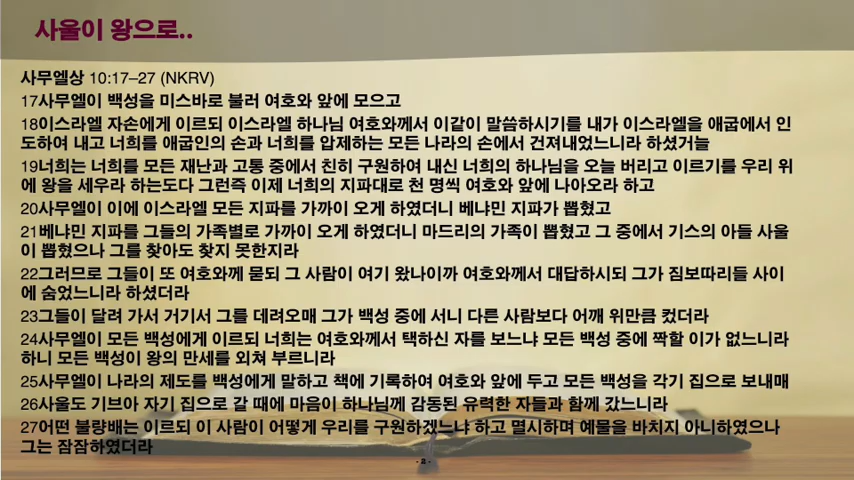 사울이 왕으로..
사무엘상 10:17–27 (NKRV)
17사무엘이 백성을 미스바로 불러 여호와 앞에 모으고
18이스라엘 자손에게 이르되 이스라엘 하나님 여호와께서 이같이 말씀하시기를 내가 이스라엘을 애굽에서 인
도하여 내고 너희를 애굽인의 손과 너희를 압제하는 모든 나라의 손에서 건져내었느니라 하셨거늘
19너희는 너희를 모든 재난과 고통 중에서 친히 구원하여 내신 너희의 하나님을 오늘 버리고 이르기를 우리 위
에 왕을 세우라 하는도다 그런즉 이제 너희의 지파대로 천 명씩 여호와 앞에 나아오라 하고
20사무엘이 이에 이스라엘 모든 지파를 가까이 오게 하였더니 베냐민 지파가 뽑혔고
21베냐민 지파를 그들의 가족별로 가까이 오게 하였더니 마드리의 가족이 뽑혔고 그 중에서 기스의 아들 사울
이 뽑혔으나 그를 찾아도 찾지 못한지라
22그러므로 그들이 또 여호와께 묻되 그 사람이 여기 왔나이까 여호와께서 대답하시되 그가 짐보따리들 사이
에 숨었느니라 하셨더라
23그들이 달려 가서 거기서 그를 데려오매 그가 백성 중에 서니 다른 사람보다 어깨 위만큼 컸더라
24사무엘이 모든 백성에게 이르되 너희는 여호와께서 택하신 자를 보느냐 모든 백성 중에 짝할 이가 없느니라
하니 모든 백성이 왕의 만세를 외쳐 부르니라
25사무엘이 나라의 제도를 백성에게 말하고 책에 기록하여 여호와 앞에 두고 모든 백성을 각기 집으로 보내매
26사울도 기브아 자기 집으로 갈 때에 마음이 하나님께 감동된 유력한 자들과 함께 갔느니라
27어떤 불량배는 이르되 이 사람이 어떻게 우리를 구원하겠느냐 하고 멸시하며 예물을 바치지 아니하였으나
그는 잠잠하였더라
- 2 -